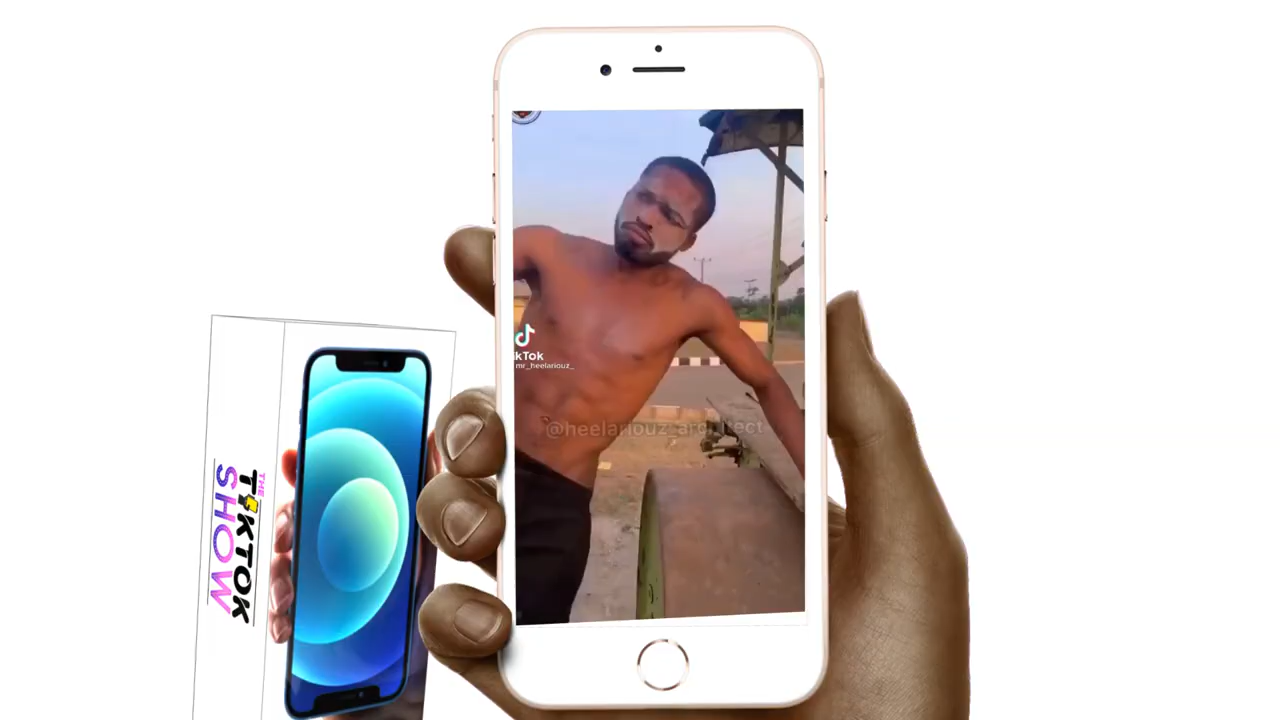 THE
TIKTOK
SHOW
kTok
mr_heelariouz_
@heelariouz_architect